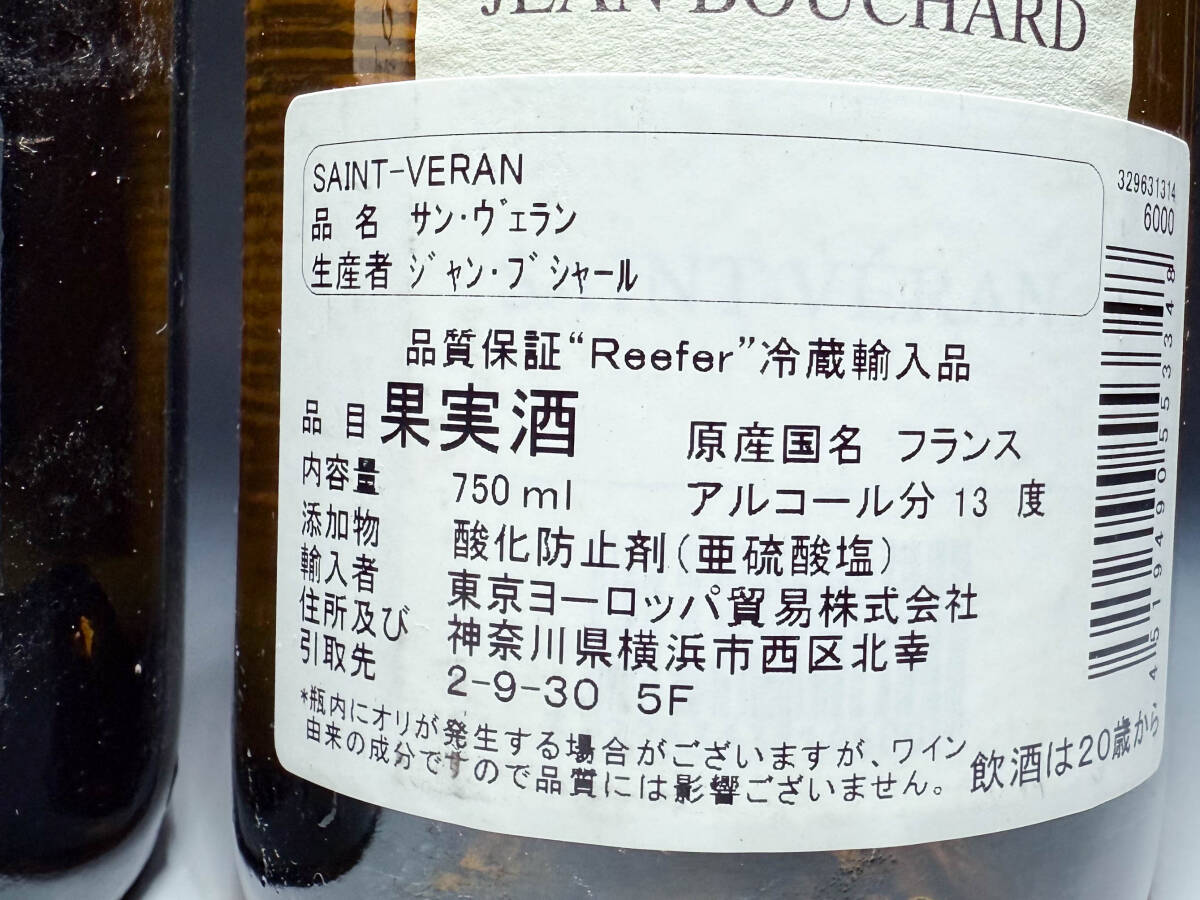 JEAN BOUCHARD
SAINT-VERAN
品 名 サン・ヴェラン
生産者 ジャン・ブシャール
329631314
6000
品質保証“Reefer”冷蔵輸入品
品 目 果実酒
原産国名 フランス
内容量 750ml
アルコール分 13 度
添加物 酸化防止剤(亜硫酸塩)
輸入者 東京ヨーロッパ貿易株式会社
住所及び 神奈川県横浜市西区北幸
引取先 2-9-30 5F
*瓶内にオリが発生する場合がございますが、ワイン
由来の成分ですので品質には影響ございません。
飲酒は20歳から。
4519490553348